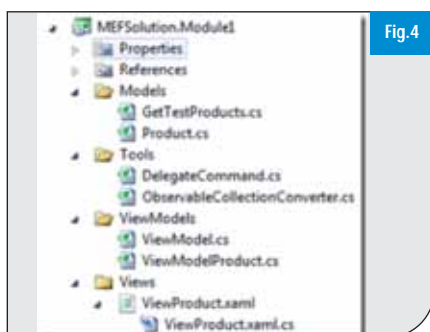 MEFSolution.Module1
Properties
References
Models
GetTestProducts.cs
Product.cs
Tools
DelegateCommand.cs
ObservableCollectionConverter.cs
ViewModels
ViewModel.cs
ViewModelProduct.cs
Views
ViewProduct.xaml
ViewProduct.xaml.cs
Fig.4